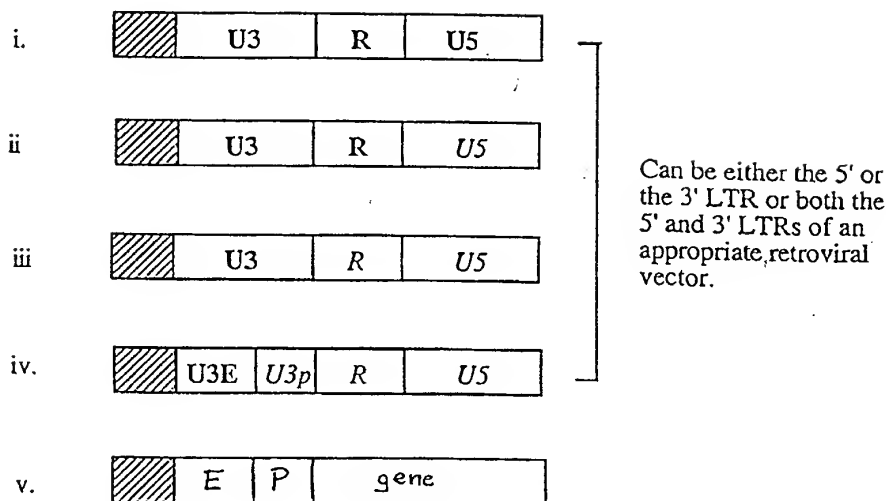 i. U3 R U5
ii U3 R U5
iii U3 R U5
iv. U3E U3p R U5
v. E P gene
Can be either the 5' or
the 3' LTR or both the
5' and 3' LTRs of an
appropriate retroviral
vector.